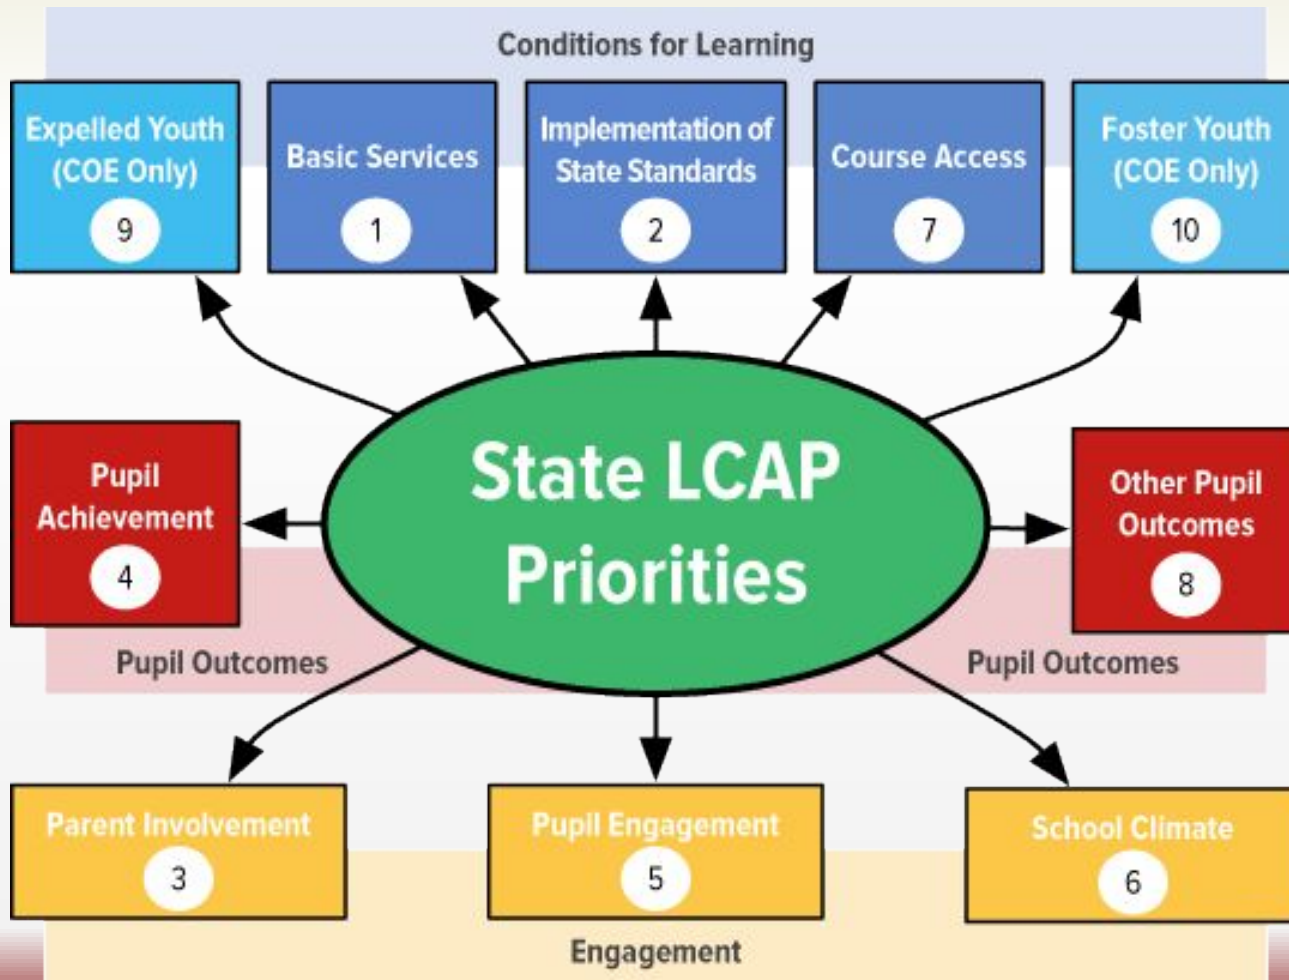 Conditions for Learning
Expelled Youth
(COE Only)
9
Basic Services
1
Implementation of
State Standards
2
Course Access
7
Foster Youth
(COE Only)
10
State LCAP
Priorities
Pupil
Achievement
4
Other Pupil
Outcomes
8
Pupil Outcomes
Pupil Outcomes
Parent Involvement
3
Pupil Engagement
5
School Climate
6
Engagement